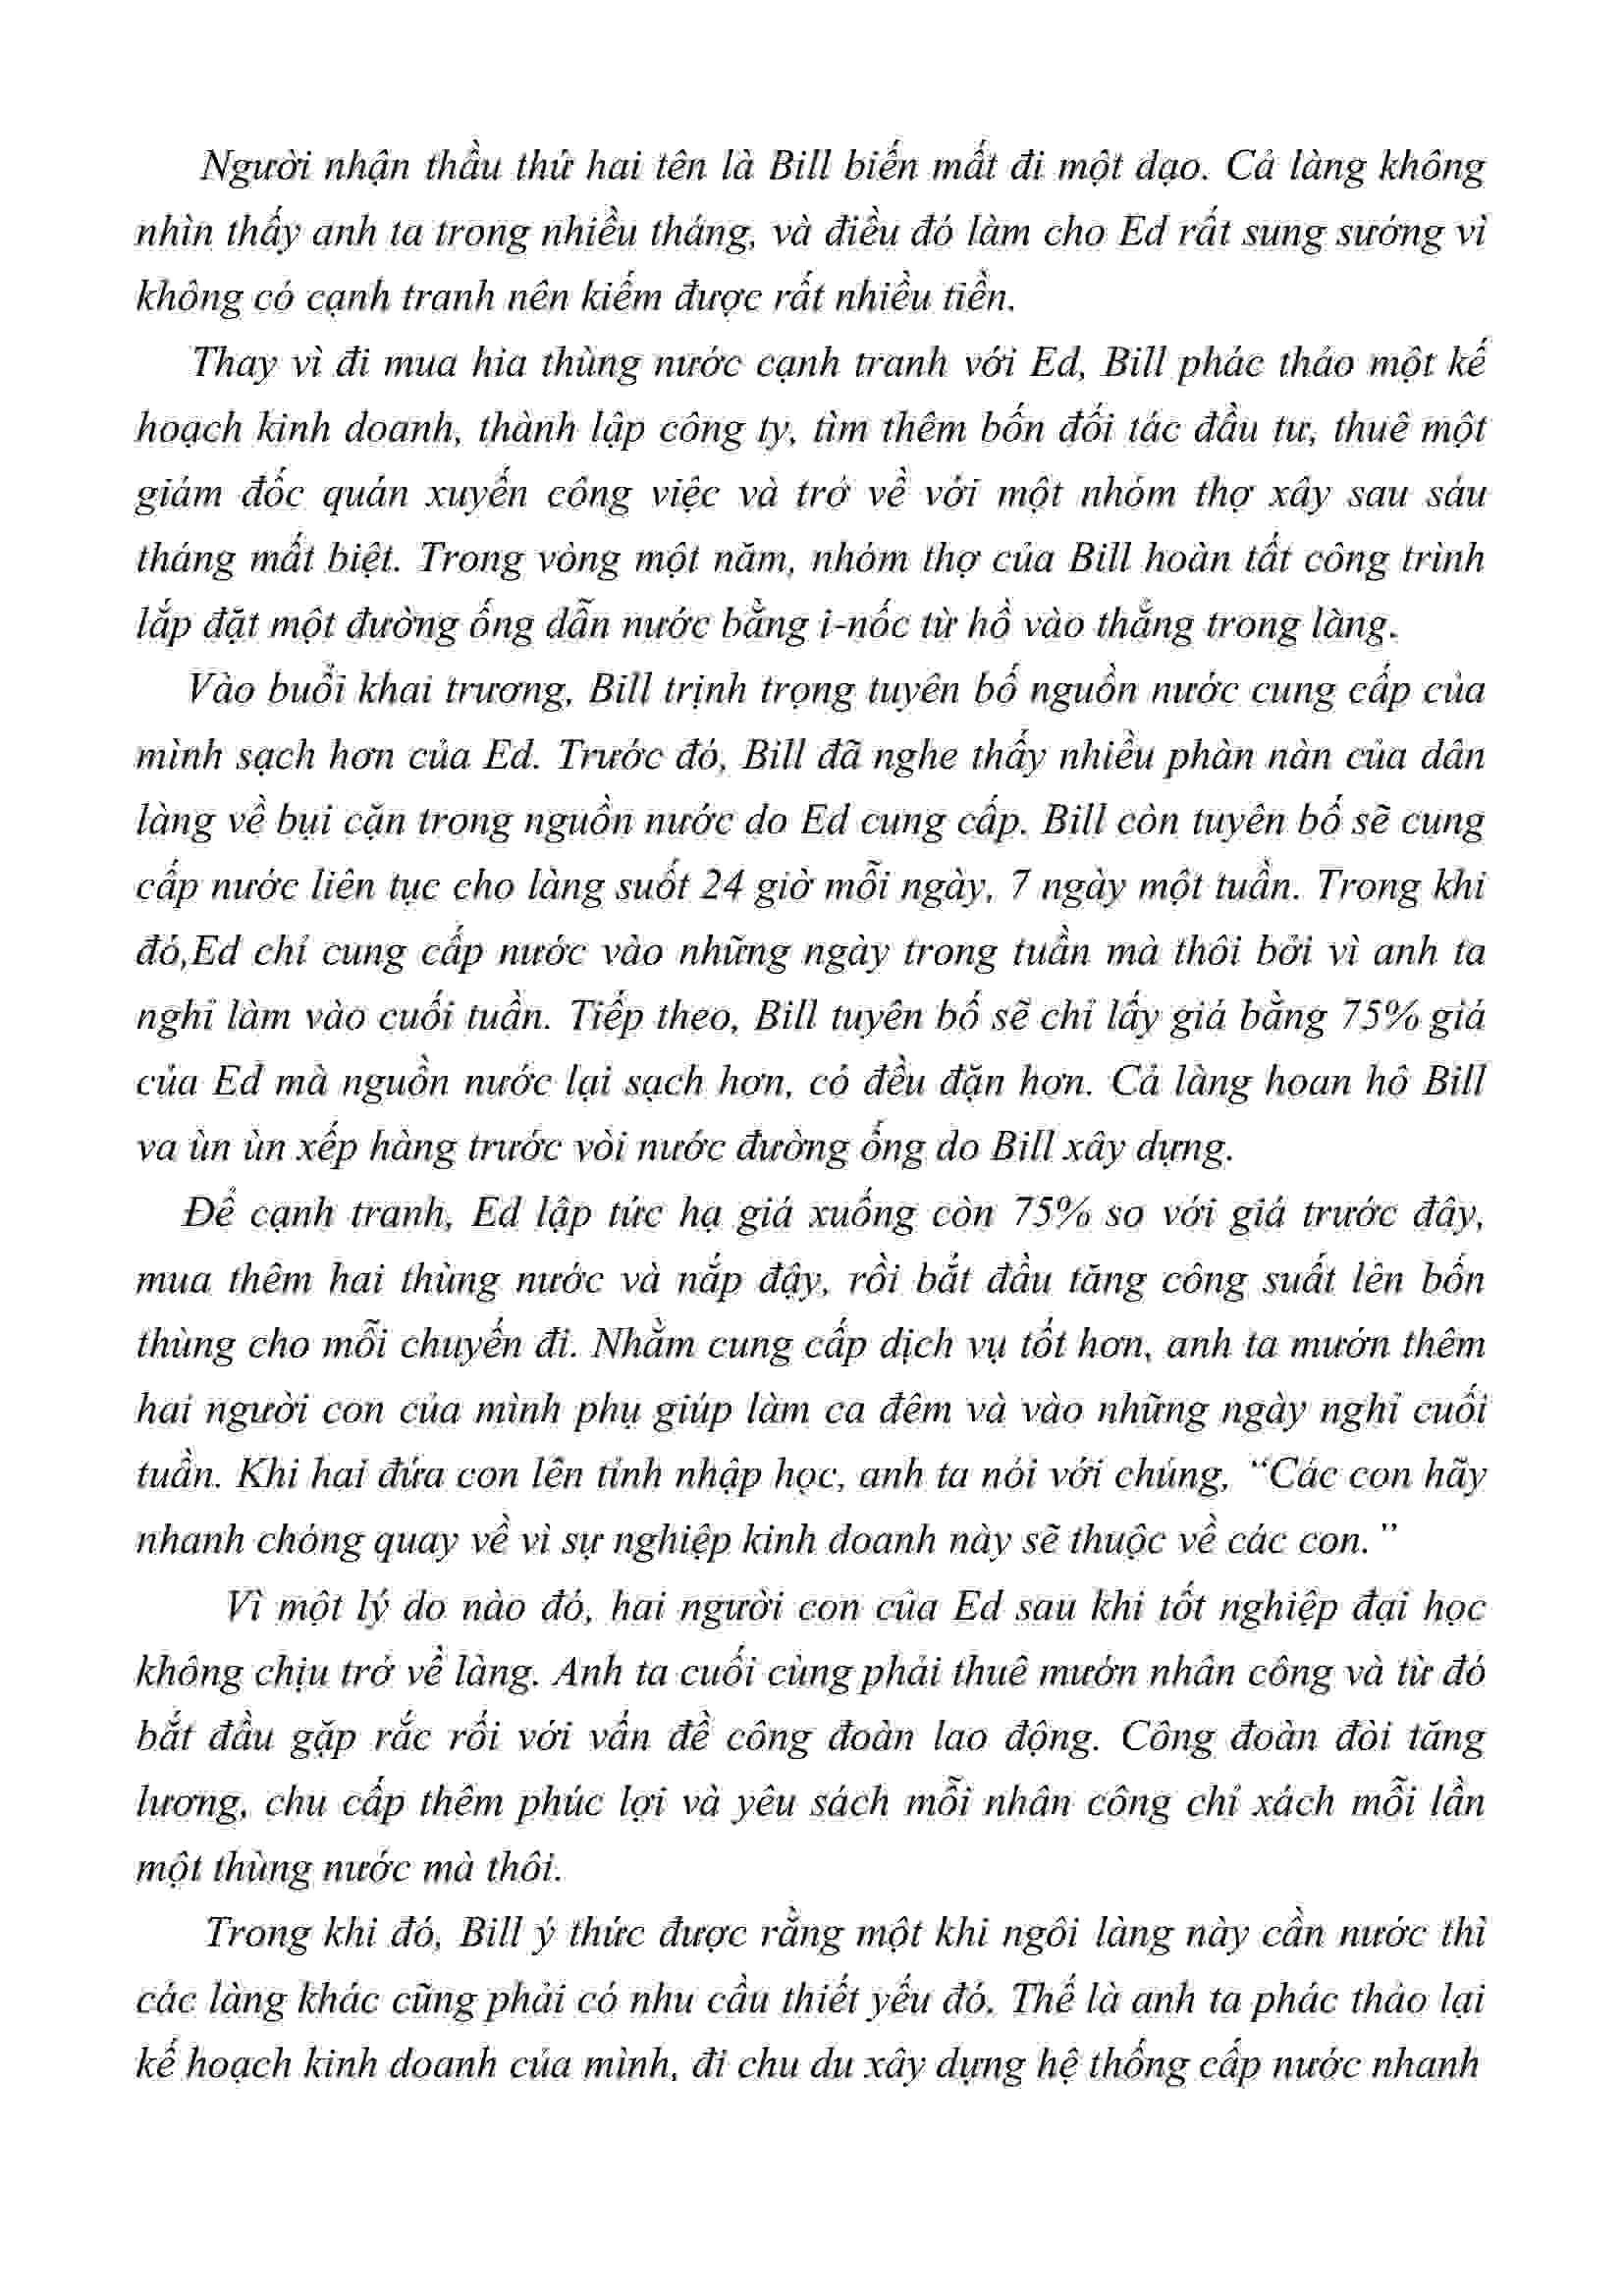 Người nhận thầu thứ hai tên là Bill biến mất đi một dạo. Cả làng không
nhìn thấy anh ta trong nhiều tháng, và điều đó làm cho Ed rất sung sướng vì
không có cạnh tranh nên kiếm được rất nhiều tiền.
Thay vì đi mua hia thùng nước cạnh tranh với Ed, Bill phác thảo một kế
hoạch kinh doanh, thành lập công ty, tìm thêm bốn đối tác đầu tư, thuê một
giám đốc quán xuyến công việc và trở về với một nhóm thợ xây sau sáu
tháng mất biệt. Trong vòng một năm, nhóm thợ của Bill hoàn tất công trình
lắp đặt một đường ống dẫn nước bằng i-nốc từ hồ vào thẳng trong làng.
Vào buổi khai trương, Bill trịnh trọng tuyên bố nguồn nước cung cấp của
mình sạch hơn của Ed. Trước đó, Bill đã nghe thấy nhiều phàn nàn của dân
làng về bụi cặn trong nguồn nước do Ed cung cấp. Bill còn tuyên bố sẽ cung
cấp nước liên tục cho làng suốt 24 giờ mỗi ngày, 7 ngày một tuần. Trong khi
đó,Ed chỉ cung cấp nước vào những ngày trong tuần mà thôi bởi vì anh ta
nghỉ làm vào cuối tuần. Tiếp theo, Bill tuyên bố sẽ chỉ lấy giá bằng 75% giá
của Ed mà nguồn nước lại sạch hơn, có đều đặn hơn. Cả làng hoan hô Bill
va ùn ùn xếp hàng trước vòi nước đường ống do Bill xây dựng.
Để cạnh tranh, Ed lập tức hạ giá xuống còn 75% so với giá trước đây,
mua thêm hai thùng nước và nắp đậy, rồi bắt đầu tăng công suất lên bốn
thùng cho mỗi chuyến đi. Nhằm cung cấp dịch vụ tốt hơn, anh ta mướn thêm
hai người con của mình phụ giúp làm ca đêm và vào những ngày nghỉ cuối
tuần. Khi hai đứa con lên tỉnh nhập học, anh ta nói với chúng, “Các con hãy
nhanh chóng quay về vì sự nghiệp kinh doanh này sẽ thuộc về các con.”
Vì một lý do nào đó, hai người con của Ed sau khi tốt nghiệp đại học
không chịu trở về làng. Anh ta cuối cùng phải thuê mướn nhân công và từ đó
bắt đầu gặp rắc rối với vấn đề công đoàn lao động. Công đoàn đòi tăng
lương, chu cấp thêm phúc lợi và yêu sách mỗi nhân công chỉ xách mỗi lần
một thùng nước mà thôi.
Trong khi đó, Bill ý thức được rằng một khi ngôi làng này cần nước thì
các làng khác cũng phải có nhu cầu thiết yếu đó. Thế là anh ta phác thảo lại
kế hoạch kinh doanh của mình, đi chu du xây dựng hệ thống cấp nước nhanh